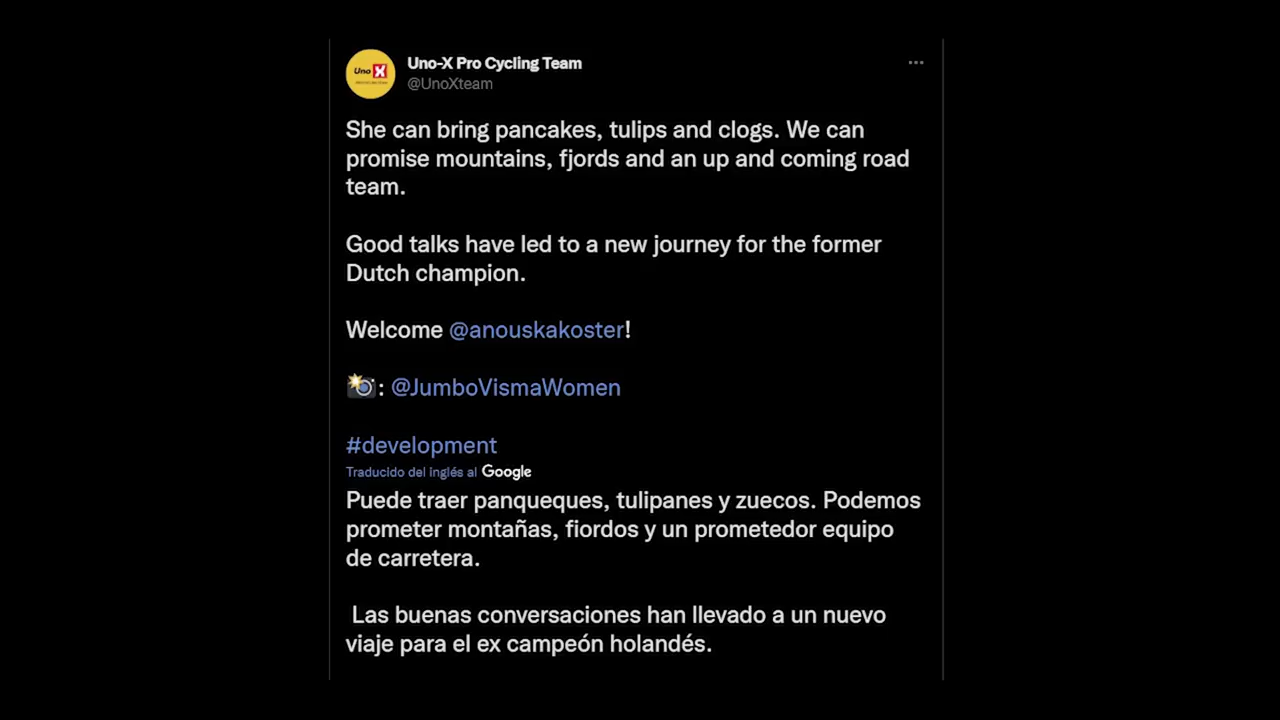 Uno-X Pro Cycling Team
@UnoXteam
Uno X
She can bring pancakes, tulips and clogs. We can
promise mountains, fjords and an up and coming road
team.
Good talks have led to a new journey for the former
Dutch champion.
Welcome @anouskakoster!
📸: @JumboVismaWomen
#development
Traducido del inglés al Google
Puede traer panqueques, tulipanes y zuecos. Podemos
prometer montañas, fiordos y un prometedor equipo
de carretera.
Las buenas conversaciones han llevado a un nuevo
viaje para el ex campeón holandés.